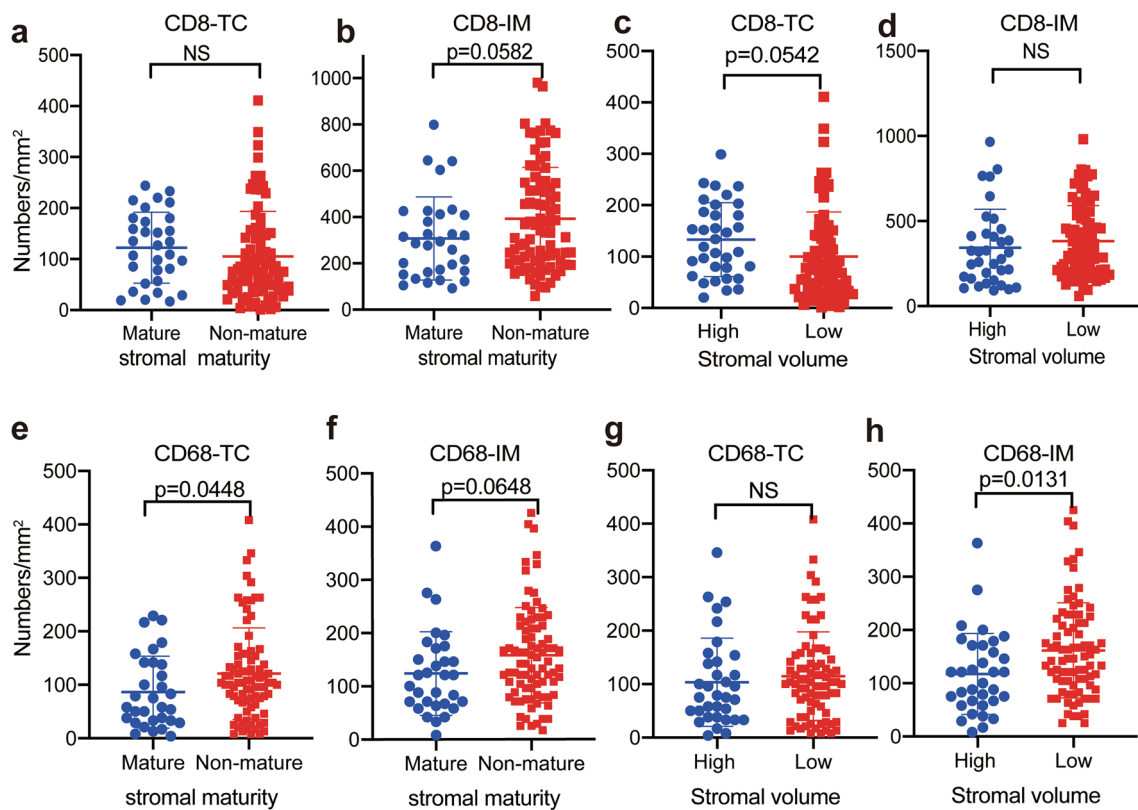 a
CD8-TC
NS
Numbers/mm²
500
400
300
200
100
0
Mature Non-mature
stromal maturity
b
CD8-IM
p=0.0582
1000
800
600
400
200
0
Mature Non-mature
stromal maturity
c
CD8-TC
p=0.0542
500
400
300
200
100
0
High Low
Stromal volume
d
CD8-IM
NS
1500
1000
500
0
High Low
Stromal volume
e
CD68-TC
p=0.0448
Numbers/mm²
500
400
300
200
100
0
Mature Non-mature
stromal maturity
f
CD68-IM
p=0.0648
500
400
300
200
100
0
Mature Non-mature
stromal maturity
g
CD68-TC
NS
500
400
300
200
100
0
High Low
Stromal volume
h
CD68-IM
p=0.0131
500
400
300
200
100
0
High Low
Stromal volume